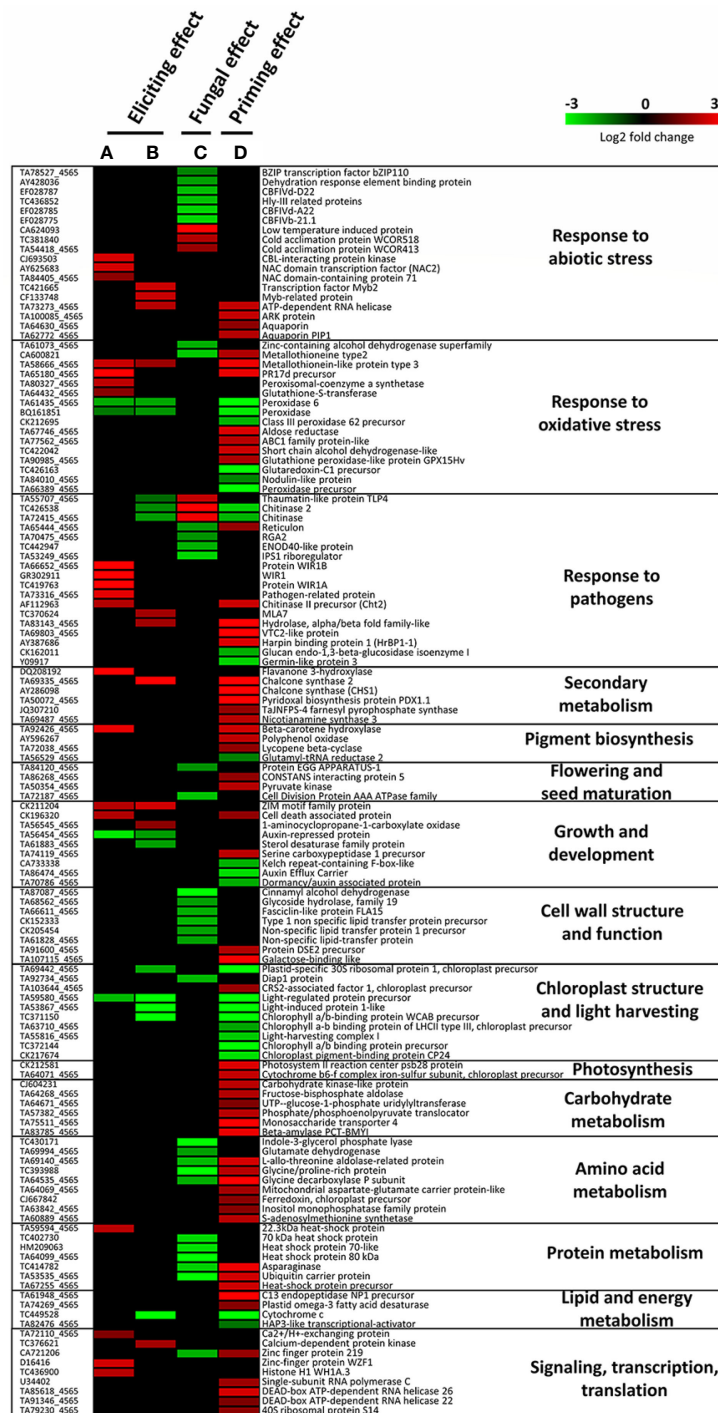 Eliciting effect
Fungal effect
Priming effect
-3 0 3
Log2 fold change
A B C D
TA78527_4565 BZIP transcription factor bZIP110
AY428036 Dehydration response element binding protein
EF028787 CBFIVd-D22
TC436852 Hly-III related proteins
EF028785 CBFIVd-A22
EF028775 CBFIVb-21.1
CA624093 Low temperature induced protein
TC381840 Cold acclimation protein WCOR518
TA54418_4565 Cold acclimation protein WCOR413
CJ693503 CBL-interacting protein kinase
AY625683 NAC domain transcription factor (NAC2)
TA84405_4565 NAC domain-containing protein 71
TC421665 Transcription factor Myb2
CF133748 Myb-related protein
TA73273_4565 ATP-dependent RNA helicase
TA100085_4565 ARK protein
TA64630_4565 Aquaporin
TA62772_4565 Aquaporin PIP1
Response to
abiotic stress
TA61073_4565 Zinc-containing alcohol dehydrogenase superfamily
CA600821 Metallothioneine type2
TA58666_4565 Metallothionein-like protein type 3
TA65180_4565 PR17d precursor
TA80327_4565 Peroxisomal-coenzyme a synthetase
TA64432_4565 Glutathione-S-transferase
TA61435_4565 Peroxidase 6
BQ161851 Peroxidase
CK212695 Class III peroxidase 62 precursor
TA67746_4565 Aldose reductase
TA77562_4565 ABC1 family protein-like
TC422042 Short chain alcohol dehydrogenase-like
TA90985_4565 Glutathione peroxidase-like protein GPX15Hv
TC426163 Glutaredoxin-C1 precursor
TA84010_4565 Nodulin-like protein
TA66389_4565 Peroxidase precursor
Response to
oxidative stress
TA55707_4565 Thaumatin-like protein TLP4
TC426538 Chitinase 2
TA72415_4565 Chitinase
TA65444_4565 Reticulon
TA70475_4565 RGA2
TC442947 ENOD40-like protein
TA53249_4565 IPS1 riboregulator
TA66652_4565 Protein WIR1B
GR302911 WIR1
TC419763 Protein WIR1A
TA73316_4565 Pathogen-related protein
AF112963 Chitinase II precursor (Cht2)
TC370624 MLA7
TA83143_4565 Hydrolase, alpha/beta fold family-like
TA69803_4565 VTC2-like protein
AY387686 Harpin binding protein 1 (HrBP1-1)
CK162011 Glucan endo-1,3-beta-glucosidase isoenzyme I
Y09917 Germin-like protein 3
Response to
pathogens
DQ208192 Flavanone 3-hydroxylase
TA69335_4565 Chalcone synthase 2
AY286098 Chalcone synthase (CHS1)
TA50072_4565 Pyridoxal biosynthesis protein PDX1.1
JQ307210 TaJNFPS-4 farnesyl pyrophosphate synthase
TA69487_4565 Nicotianamine synthase 3
Secondary
metabolism
TA92426_4565 Beta-carotene hydroxylase
AY596267 Polyphenol oxidase
TA72038_4565 Lycopene beta-cyclase
TA56529_4565 Glutamyl-tRNA reductase 2
Pigment biosynthesis
TA84120_4565 Protein EGG APPARATUS-1
TA86268_4565 CONSTANS interacting protein 5
TA50354_4565 Pyruvate kinase
TA72187_4565 Cell Division Protein AAA ATPase family
Flowering and
seed maturation
CK211204 ZIM motif family protein
CK196320 Cell death associated protein
TA56545_4565 1-aminocyclopropane-1-carboxylate oxidase
TA56454_4565 Auxin-repressed protein
TA61883_4565 Sterol desaturase family protein
TA74119_4565 Serine carboxypeptidase 1 precursor
CA733338 Kelch repeat-containing F-box-like
TA86474_4565 Auxin Efflux Carrier
TA70786_4565 Dormancy/auxin associated protein
Growth and
development
TA87087_4565 Cinnamyl alcohol dehydrogenase
TA68562_4565 Glycoside hydrolase, family 19
TA66611_4565 Fasciclin-like protein FLA15
CK152333 Type 1 non specific lipid transfer protein precursor
CK205454 Non-specific lipid transfer protein 1 precursor
TA61828_4565 Non-specific lipid-transfer protein
TA91600_4565 Protein DSE2 precursor
TA107115_4565 Galactose-binding like
Cell wall structure
and function
TA69442_4565 Plastid-specific 30S ribosomal protein 1, chloroplast precursor
TA92734_4565 Diap1 protein
TA103644_4565 CRS2-associated factor 1, chloroplast precursor
TA59580_4565 Light-regulated protein precursor
TA53867_4565 Light-induced protein 1-like
TC371150 Chlorophyll a/b-binding protein WCAB precursor
TA63710_4565 Chlorophyll a-b binding protein of LHCII type III, chloroplast precursor
TA55816_4565 Light-harvesting complex I
TC372144 Chlorophyll a/b binding protein precursor
CK217674 Chloroplast pigment-binding protein CP24
Chloroplast structure
and light harvesting
CK212581 Photosystem II reaction center psb28 protein
TA64071_4565 Cytochrome b6-f complex iron-sulfur subunit, chloroplast precursor
Photosynthesis
CJ604231 Carbohydrate kinase-like protein
TA64268_4565 Fructose-bisphosphate aldolase
TA64671_4565 UTP--glucose-1-phosphate uridylyltransferase
TA57382_4565 Phosphate/phosphoenolpyruvate translocator
TA75511_4565 Monosaccharide transporter 4
TA83785_4565 Beta-amylase PCT-BMYI
Carbohydrate
metabolism
TC430171 Indole-3-glycerol phosphate lyase
TA69994_4565 Glutamate dehydrogenase
TA69140_4565 L-allo-threonine aldolase-related protein
TC393988 Glycine/proline-rich protein
TA64535_4565 Glycine decarboxylase P subunit
TA64069_4565 Mitochondrial aspartate-glutamate carrier protein-like
CJ667842 Ferredoxin, chloroplast precursor
TA63842_4565 Inositol monophosphatase family protein
TA60889_4565 S-adenosylmethionine synthetase
Amino acid
metabolism
TA59594_4565 22.3kDa heat-shock protein
TC402730 70 kDa heat shock protein
HM209063 Heat shock protein 70-like
TA64099_4565 Heat shock protein 80 kDa
TC414782 Asparaginase
TA53535_4565 Ubiquitin carrier protein
TA67255_4565 Heat-shock protein precursor
Protein metabolism
TA61948_4565 C13 endopeptidase NP1 precursor
TA74269_4565 Plastid omega-3 fatty acid desaturase
TC449528 Cytochrome c
TA82476_4565 HAP3-like transcriptional-activator
Lipid and energy
metabolism
TA72110_4565 Ca2+/H+-exchanging protein
TC376621 Calcium-dependent protein kinase
CA721206 Zinc finger protein 219
D16416 Zinc-finger protein WZF1
TC436900 Histone H1 WH1A.3
U34402 Single-subunit RNA polymerase C
TA85618_4565 DEAD-box ATP-dependent RNA helicase 26
TA91346_4565 DEAD-box ATP-dependent RNA helicase 22
TA79230_4565 40S ribosomal protein S14
Signaling, transcription,
translation